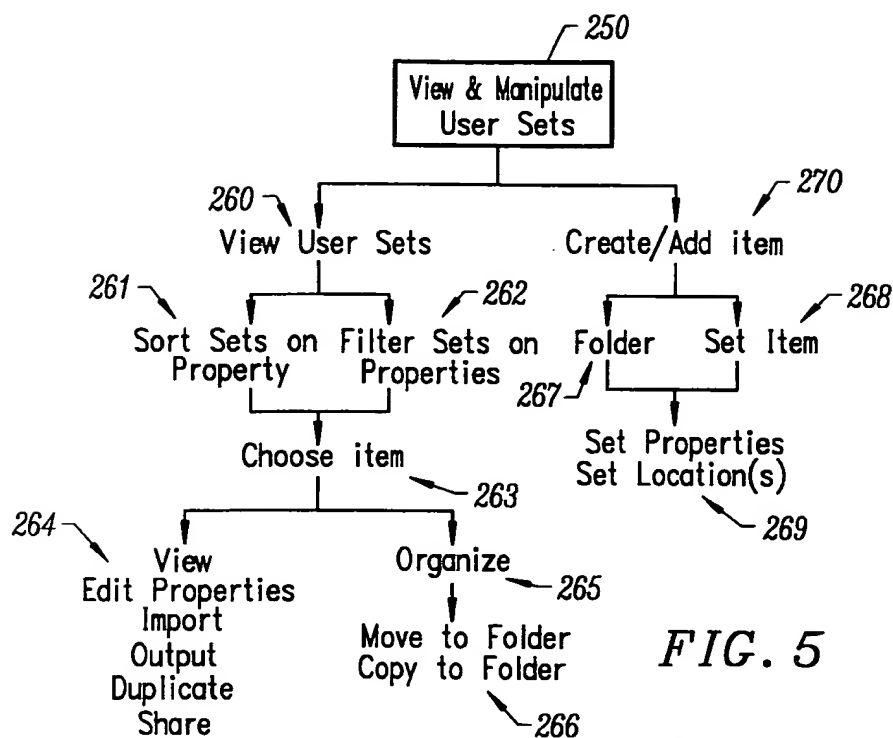 250
View & Manipulate
User Sets
260
270
View User Sets
Create/Add item
261
262
268
Sort Sets on
Property
Filter Sets on
Properties
Folder
Set Item
267
Choose item
263
Set Properties
Set Location(s)
269
264
View
Edit Properties
Import
Output
Duplicate
Share
Organize
265
Move to Folder
Copy to Folder
266
FIG. 5